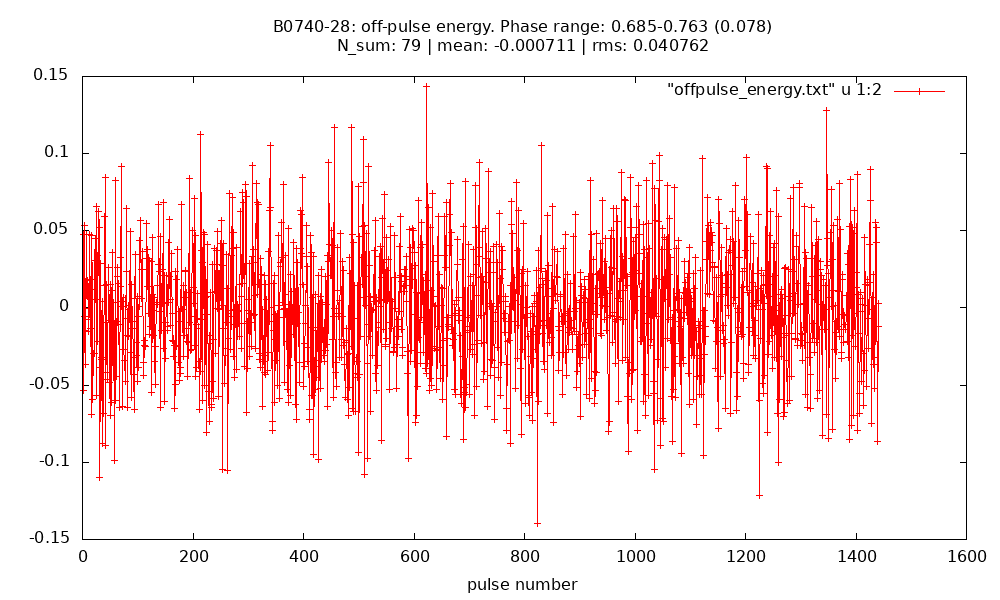 B0740-28: off-pulse energy. Phase range: 0.685-0.763 (0.078)
N_sum: 79 | mean: -0.000711 | rms: 0.040762
"offpulse_energy.txt" u 1:2
0.15
0.1
0.05
0
-0.05
-0.1
-0.15
0 200 400 600 800 1000 1200 1400 1600
pulse number